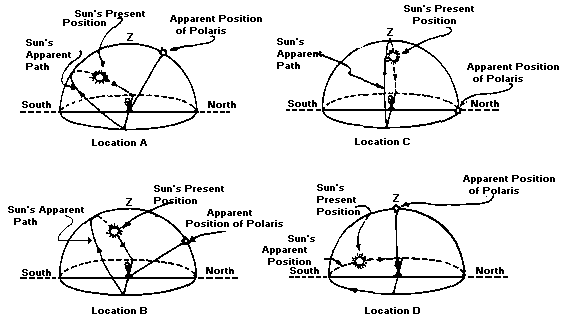 Sun's Present
Position
Z
Apparent Position
of Polaris
Sun's
Apparent
Path
South
North
Location A
Sun's Present
Position
Z
Sun's
Apparent
Path
Apparent Position
of Polaris
South
North
Location C
Z
Sun's Present
Position
Sun's Apparent
Path
Apparent
Position of Polaris
South
North
Location B
Sun's
Present
Position
Z
Apparent Position
of Polaris
Sun's
Apparent
Position
South
North
Location D